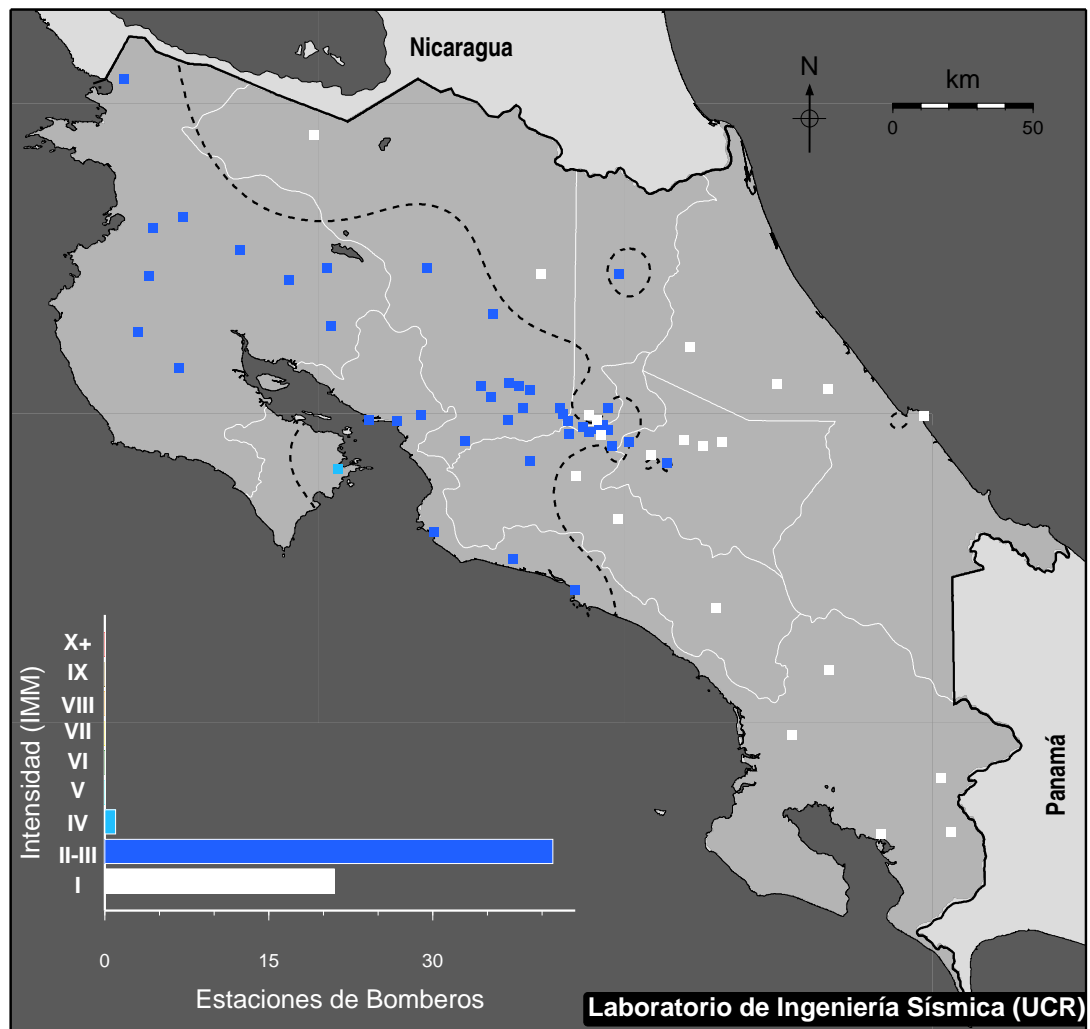 Nicaragua
N
km
0 50
Panamá
Intensidad (IMM)
X+
IX
VIII
VII
VI
V
IV
II-III
I
0 15 30
Estaciones de Bomberos
Laboratorio de Ingeniería Sísmica (UCR)